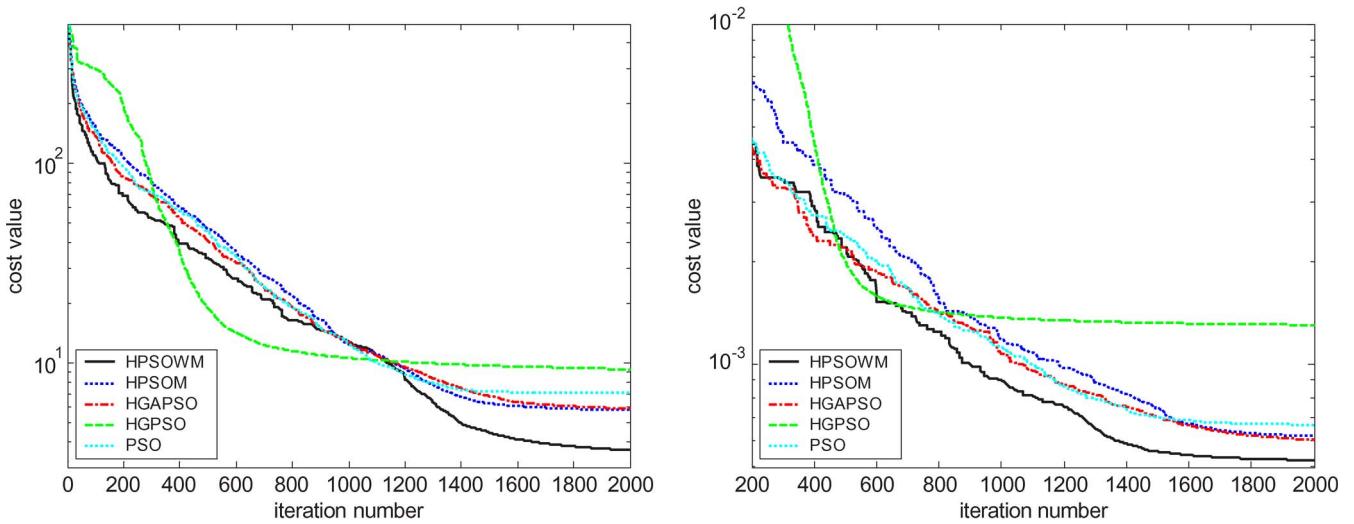 cost value
10^2
10^1
HPSOWM
HPSOM
HGAPSO
HGPSO
PSO
0 200 400 600 800 1000 1200 1400 1600 1800 2000
iteration number
cost value
10^-2
10^-3
HPSOWM
HPSOM
HGAPSO
HGPSO
PSO
200 400 600 800 1000 1200 1400 1600 1800 2000
iteration number